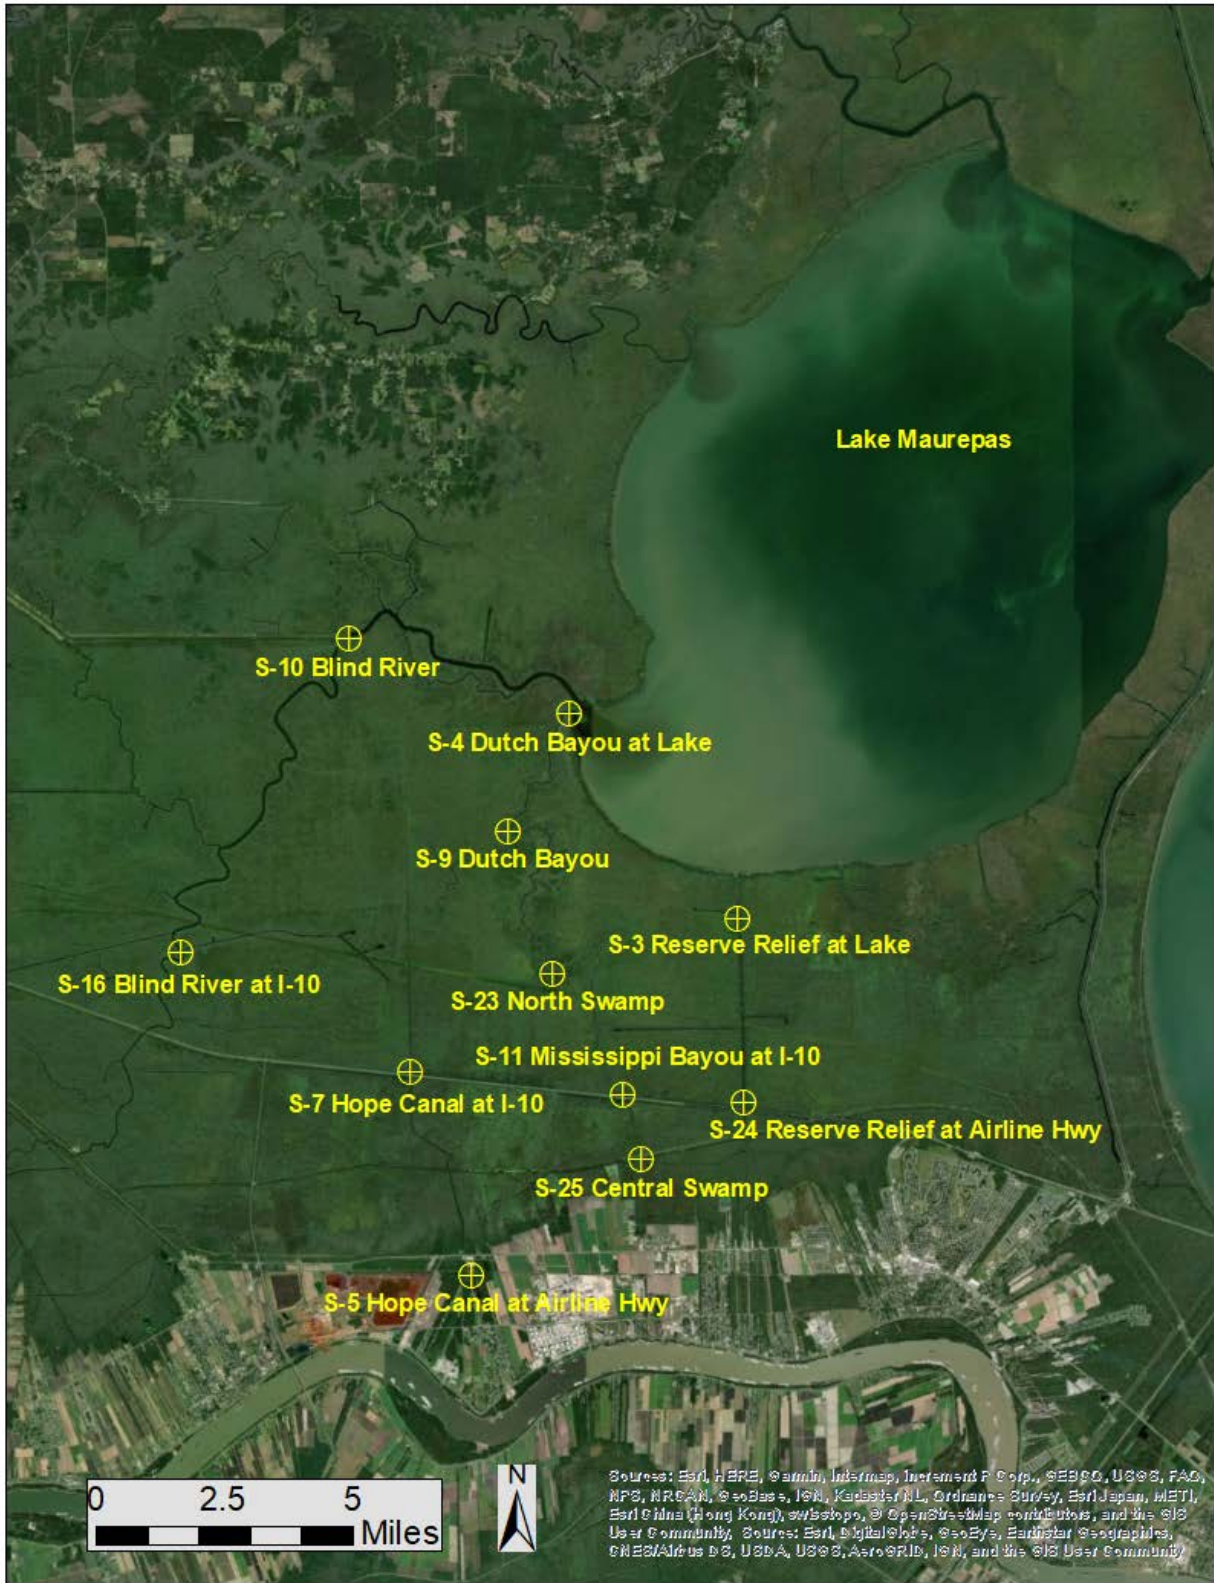 Lake Maurepas
S-10 Blind River
S-4 Dutch Bayou at Lake
S-9 Dutch Bayou
S-3 Reserve Relief at Lake
S-16 Blind River at I-10
S-23 North Swamp
S-11 Mississippi Bayou at I-10
S-7 Hope Canal at I-10
S-24 Reserve Relief at Airline Hwy
S-25 Central Swamp
S-5 Hope Canal at Airline Hwy
0 2.5 5
Miles
N
Sources: Esri, HERE, Garmin, Intermap, Increment P Corp., GEBCO, USGS, FAO,
NPS, NRCAN, GeoBase, IGN, Kadaster NL, Ordnance Survey, Esri Japan, METI,
Esri China (Hong Kong), swisstopo, © OpenStreetMap contributors, and the GIS
User Community, Source: Esri, DigitalGlobe, GeoEye, Earthstar Geographics,
CNES/Airbus DS, USDA, USGS, AeroGRID, IGN, and the GIS User Community